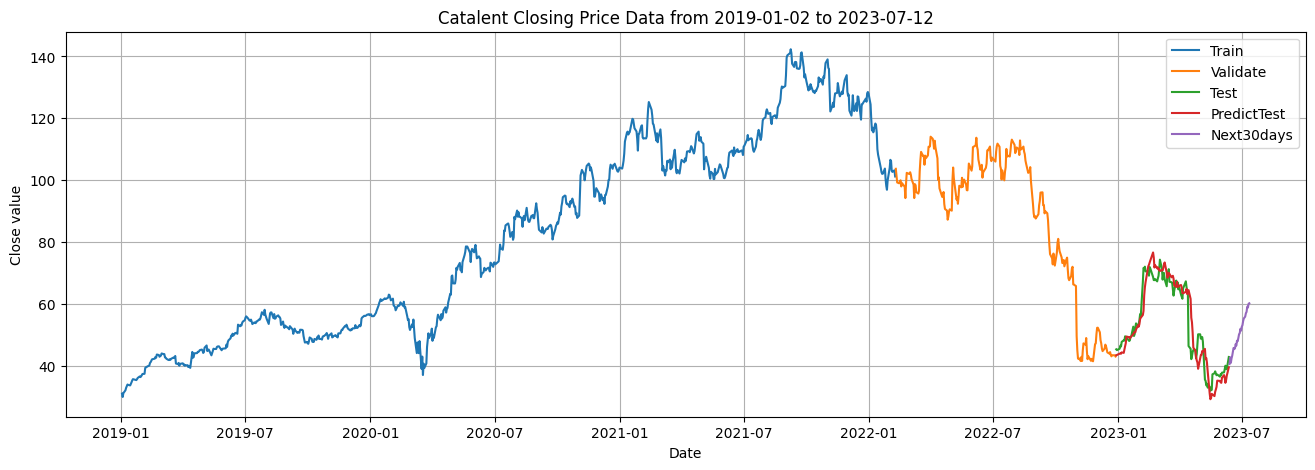 Catalent Closing Price Data from 2019-01-02 to 2023-07-12
Train
Validate
Test
PredictTest
Next30days
Close value
140
120
100
80
60
40
2019-01 2019-07 2020-01 2020-07 2021-01 2021-07 2022-01 2022-07 2023-01 2023-07
Date